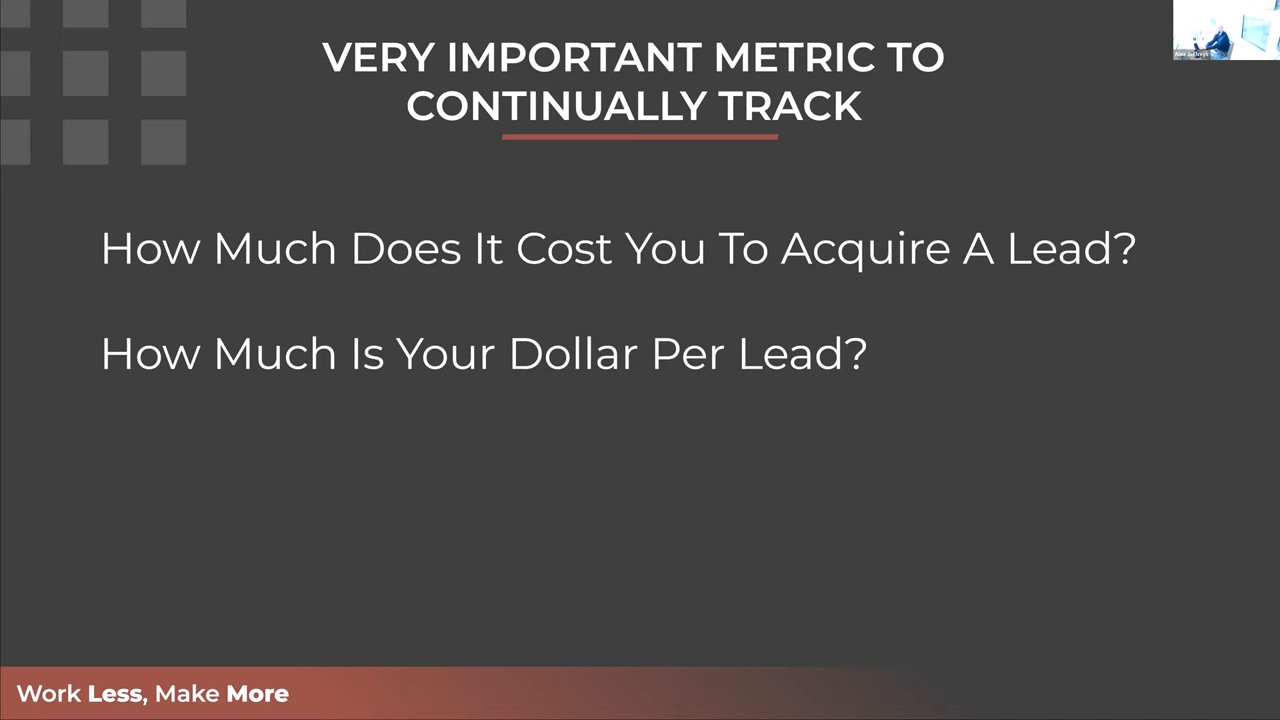 VERY IMPORTANT METRIC TO
CONTINUALLY TRACK
How Much Does It Cost You To Acquire A Lead?
How Much Is Your Dollar Per Lead?
Work Less, Make More